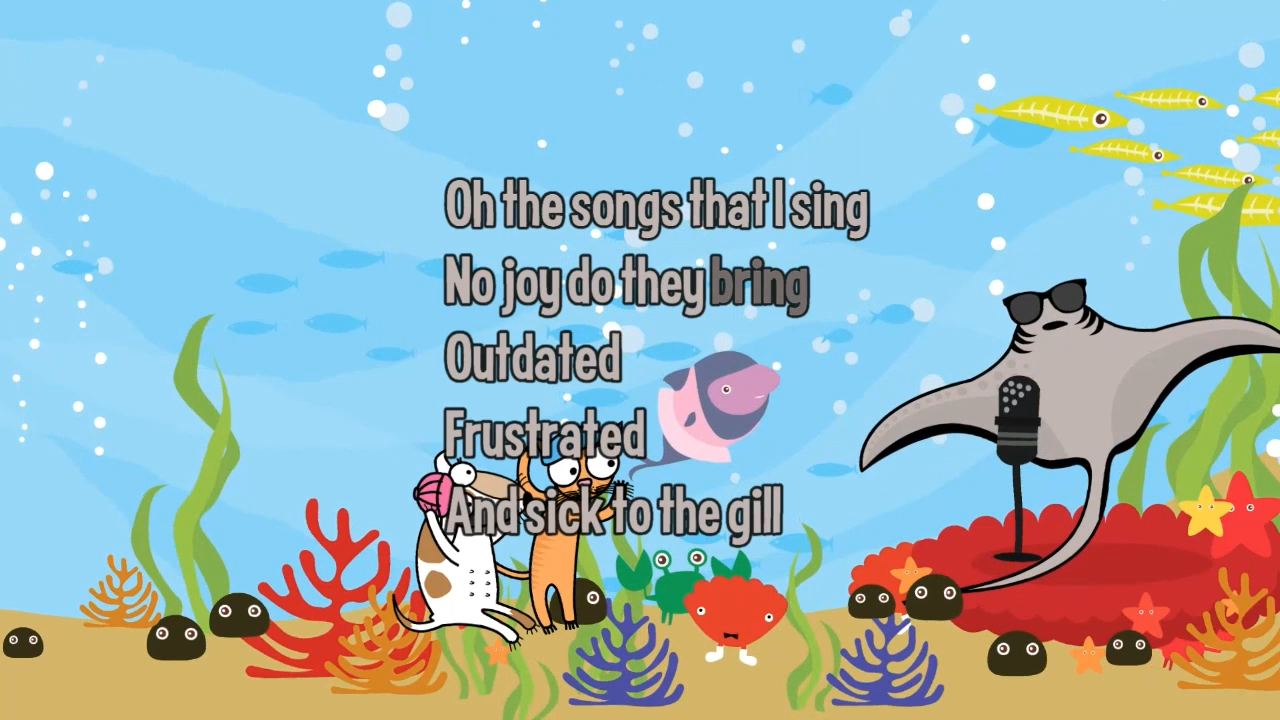 Oh the songs that I sing
No joy do they bring
Outdated
Frustrated
And sick to the gill